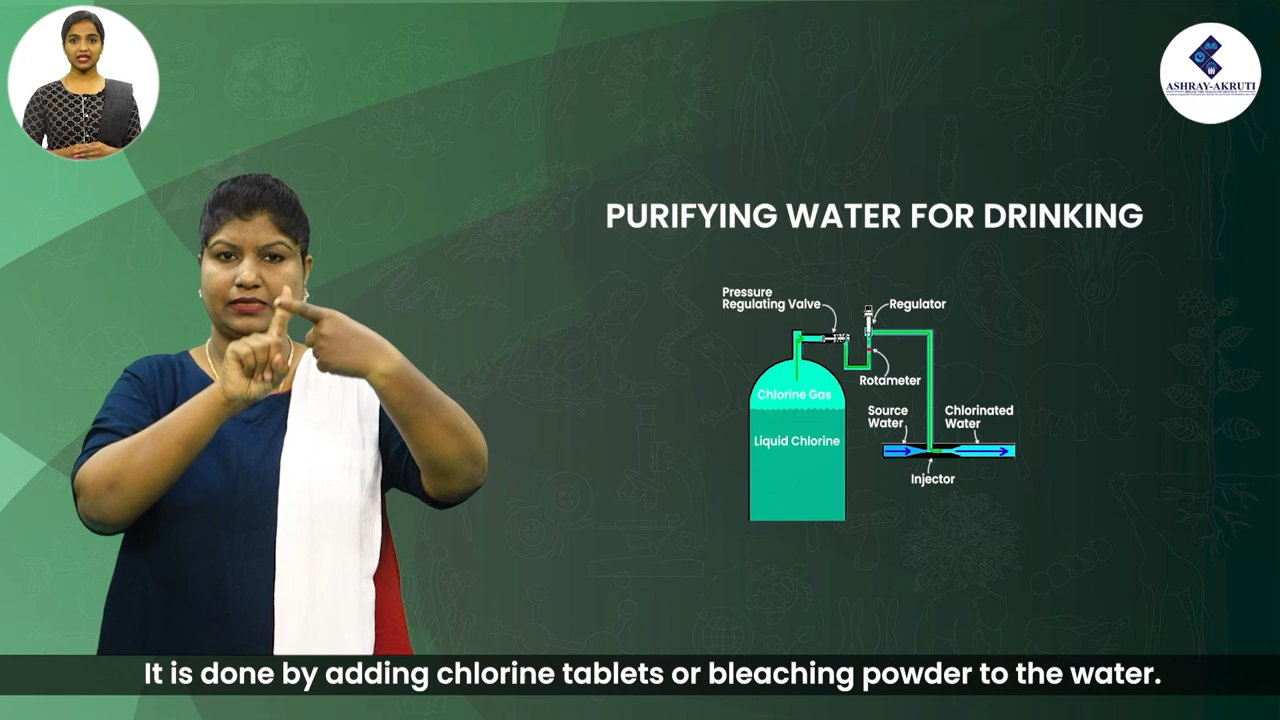 ASHRAY-AKRUTI
PURIFYING WATER FOR DRINKING
Pressure
Regulating Valve
Regulator
Rotameter
Chlorine Gas
Source
Water
Chlorinated
Water
Liquid Chlorine
Injector
It is done by adding chlorine tablets or bleaching powder to the water.